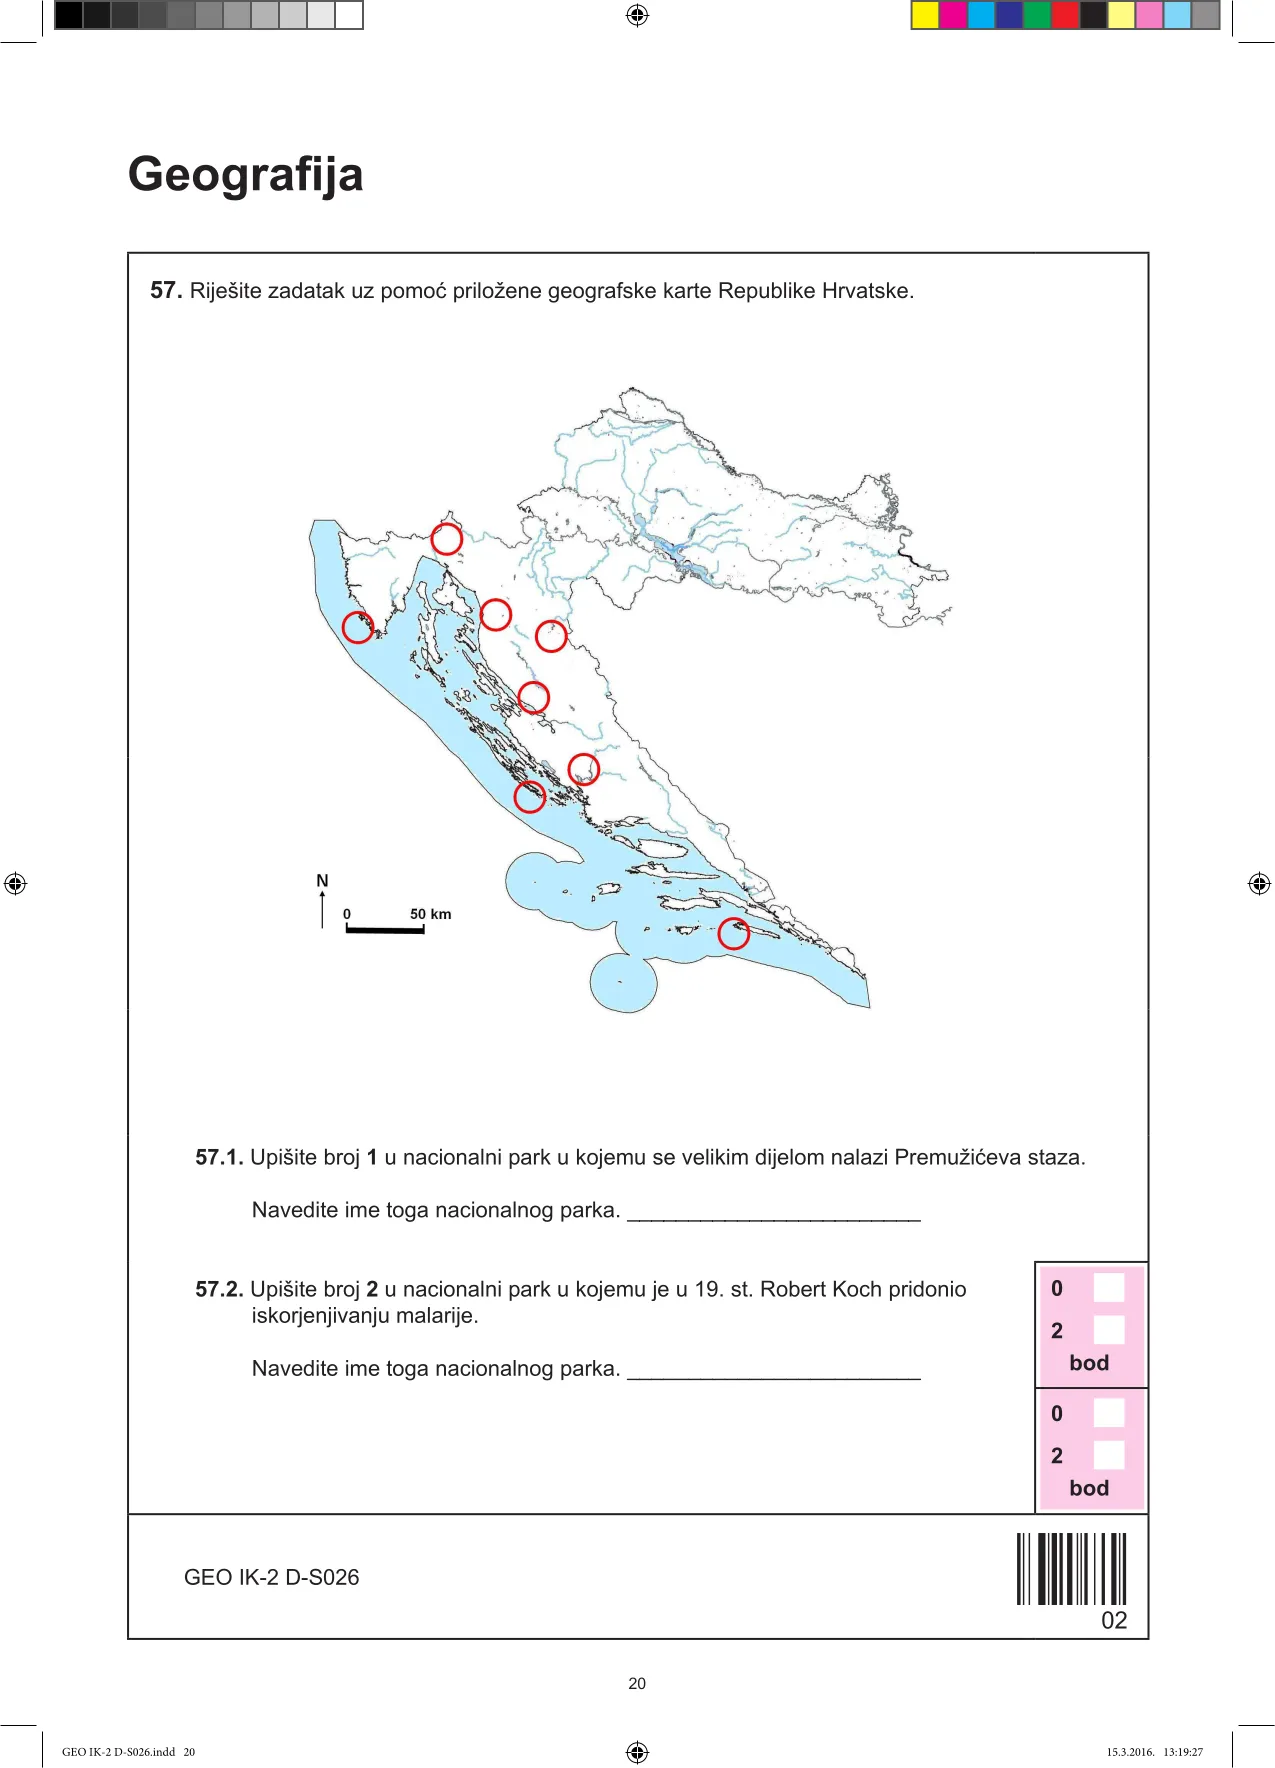 Geografija
57. Riješite zadatak uz pomoć priložene geografske karte Republike Hrvatske.
N
0 50 km
57.1. Upišite broj 1 u nacionalni park u kojemu se velikim dijelom nalazi Premužićeva staza.
Navedite ime toga nacionalnog parka. ________________________
57.2. Upišite broj 2 u nacionalni park u kojemu je u 19. st. Robert Koch pridonio
iskorjenjivanju malarije.
Navedite ime toga nacionalnog parka. ________________________
0
2
bod
0
2
bod
GEO IK-2 D-S026
02
20
GEO IK-2 D-S026.indd 20
15.3.2016. 13:19:27